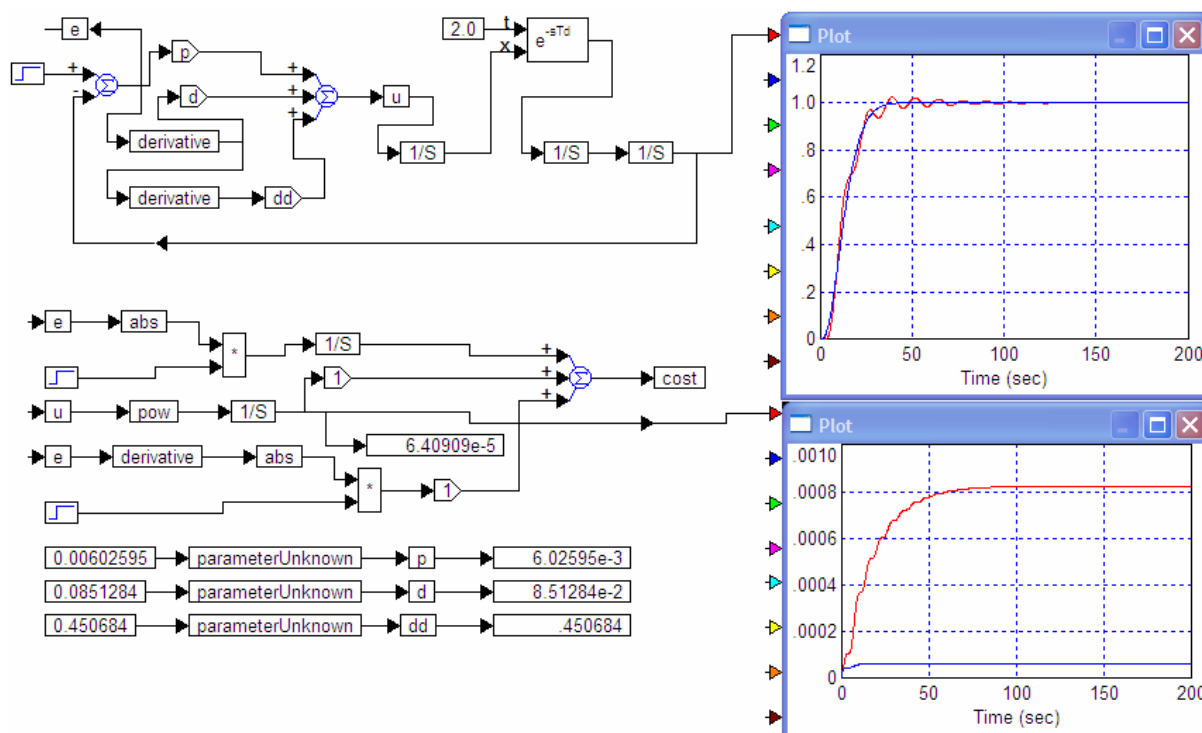 e
+
-
Σ
p
d
derivative
derivative
dd
+
+
+
Σ
u
1/S
2.0
t
x
e-sTd
1/S
1/S
Plot
1.2
1.0
.8
.6
.4
.2
0
0 50 100 150 200
Time (sec)
e
abs
*
1/S
u
pow
1/S
1
6.40909e-5
e
derivative
abs
*
1
+
+
+
Σ
cost
0.00602595
parameterUnknown
p
6.02595e-3
0.0851284
parameterUnknown
d
8.51284e-2
0.450684
parameterUnknown
dd
.450684
Plot
.0010
.0008
.0006
.0004
.0002
0
0 50 100 150 200
Time (sec)